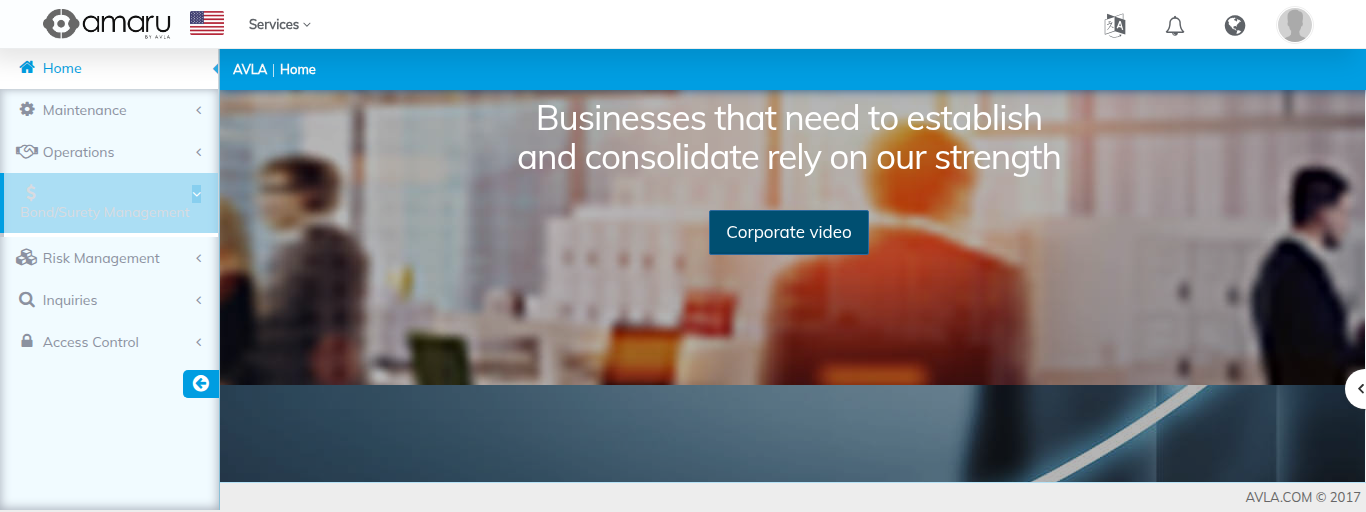 amaru
BY AVLA
Services
Home
AVLA | Home
Maintenance
Operations
$
Bond/Surety Management
Risk Management
Inquiries
Access Control
Businesses that need to establish
and consolidate rely on our strength
Corporate video
AVLA.COM © 2017